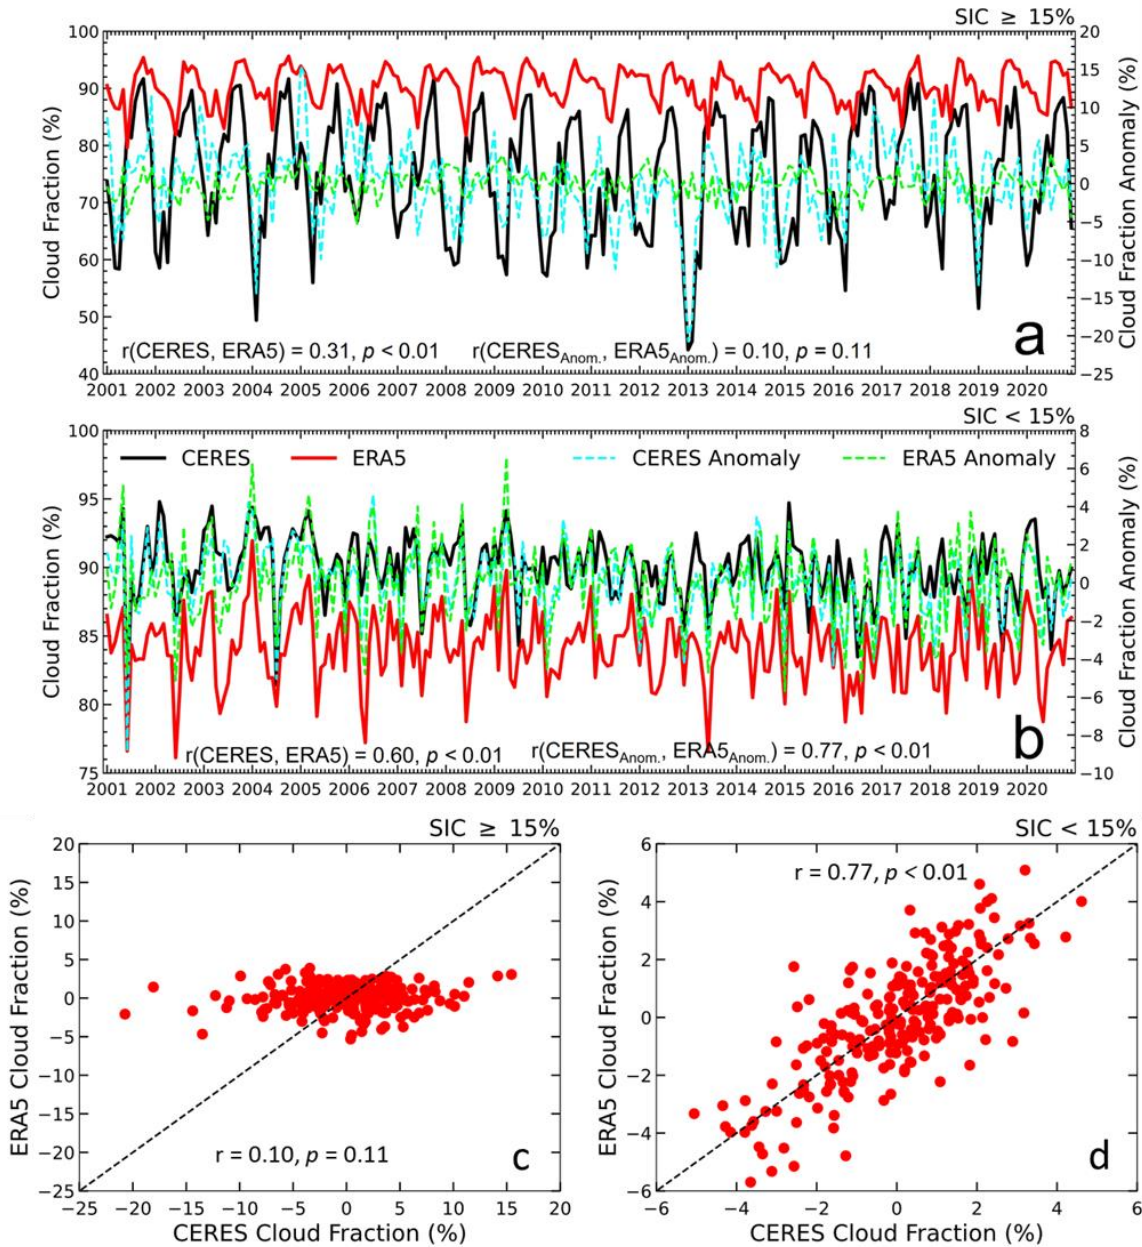 SIC ≥ 15%
100
90
80
70
60
50
40
Cloud Fraction (%)
20
15
10
5
0
−5
−10
−15
−20
−25
Cloud Fraction Anomaly (%)
a
r(CERES, ERA5) = 0.31, p < 0.01 r(CERES_Anom., ERA5_Anom.) = 0.10, p = 0.11
2001 2002 2003 2004 2005 2006 2007 2008 2009 2010 2011 2012 2013 2014 2015 2016 2017 2018 2019 2020
SIC < 15%
100
95
90
85
80
75
Cloud Fraction (%)
CERES ERA5 CERES Anomaly ERA5 Anomaly
8
6
4
2
0
−2
−4
−6
−8
−10
Cloud Fraction Anomaly (%)
b
r(CERES, ERA5) = 0.60, p < 0.01 r(CERES_Anom., ERA5_Anom.) = 0.77, p < 0.01
2001 2002 2003 2004 2005 2006 2007 2008 2009 2010 2011 2012 2013 2014 2015 2016 2017 2018 2019 2020
SIC ≥ 15%
20
15
10
5
0
−5
−10
−15
−20
−25
ERA5 Cloud Fraction (%)
r = 0.10, p = 0.11
c
−25 −20 −15 −10 −5 0 5 10 15 20
CERES Cloud Fraction (%)
SIC < 15%
6
4
2
0
−2
−4
−6
ERA5 Cloud Fraction (%)
r = 0.77, p < 0.01
d
−6 −4 −2 0 2 4 6
CERES Cloud Fraction (%)